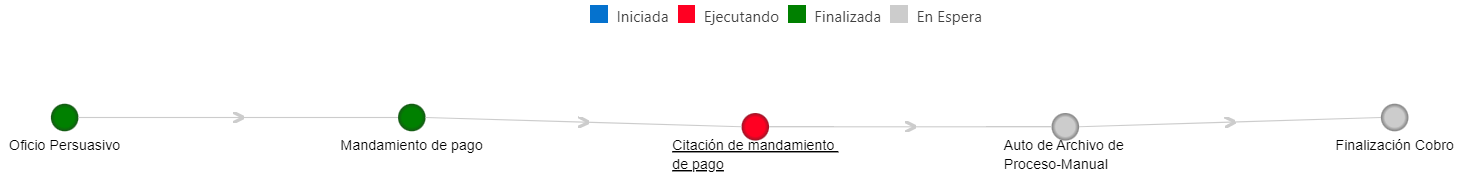 Iniciada
Ejecutando
Finalizada
En Espera
Oficio Persuasivo
Mandamiento de pago
Citación de mandamiento
de pago
Auto de Archivo de
Proceso-Manual
Finalización Cobro